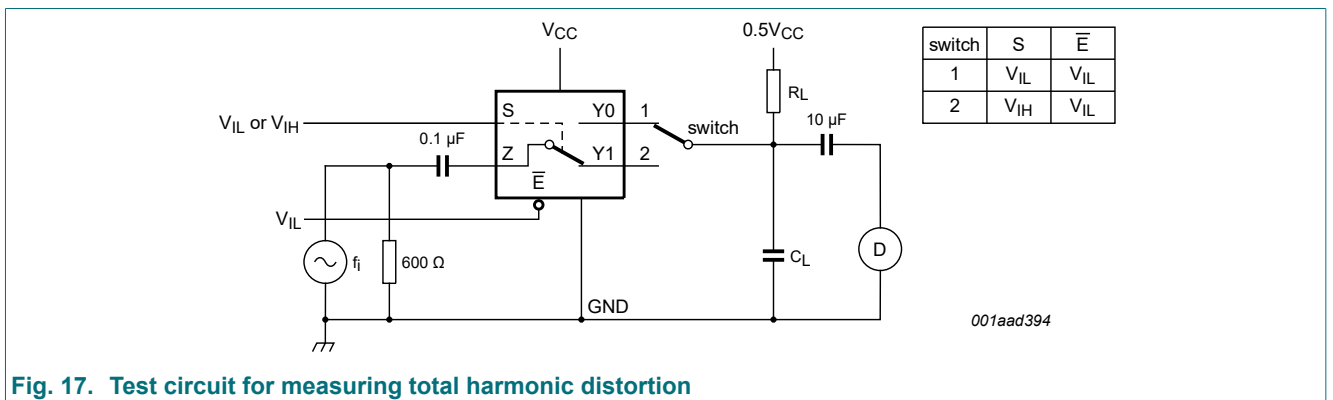 VCC
0.5VCC
switch S E̅
1 VIL VIL
2 VIH VIL
RL
S Y0 1
VIL or VIH
switch
10 µF
0.1 µF
Z Y1 2
E̅
VIL
D
fi
600 Ω
CL
GND
001aad394
Fig. 17. Test circuit for measuring total harmonic distortion